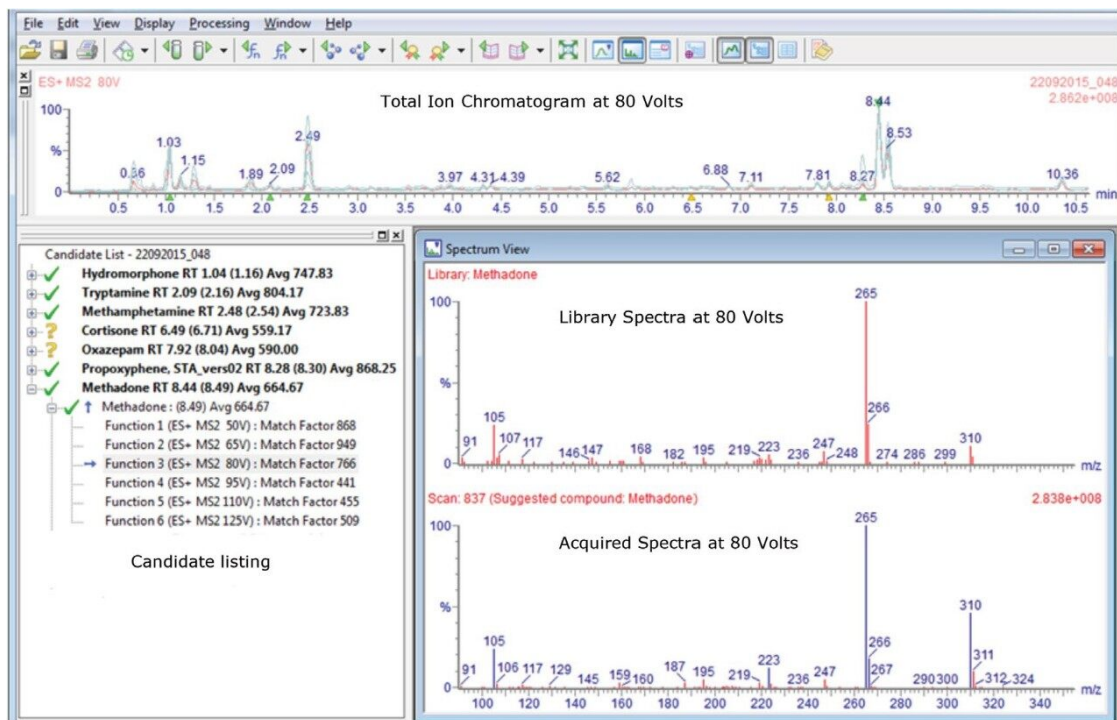 File Edit View Display Processing Window Help
ES+ MS2 80V
22092015_048
Total Ion Chromatogram at 80 Volts
2.862e+008
100
%
0
0.66 1.03 1.15 1.89 2.09 2.49 3.97 4.31 4.39 5.62 6.88 7.11 7.81 8.27 8.44 8.53 10.36
min
0.5 1.0 1.5 2.0 2.5 3.0 3.5 4.0 4.5 5.0 5.5 6.0 6.5 7.0 7.5 8.0 8.5 9.0 9.5 10.0 10.5
Candidate List - 22092015_048
Hydromorphone RT 1.04 (1.16) Avg 747.83
Tryptamine RT 2.09 (2.16) Avg 804.17
Methamphetamine RT 2.48 (2.54) Avg 723.83
Cortisone RT 6.49 (6.71) Avg 559.17
Oxazepam RT 7.92 (8.04) Avg 590.00
Propoxyphene, STA_vers02 RT 8.28 (8.30) Avg 868.25
Methadone RT 8.44 (8.49) Avg 664.67
Methadone : (8.49) Avg 664.67
Function 1 (ES+ MS2 50V) : Match Factor 868
Function 2 (ES+ MS2 65V) : Match Factor 949
Function 3 (ES+ MS2 80V) : Match Factor 766
Function 4 (ES+ MS2 95V) : Match Factor 441
Function 5 (ES+ MS2 110V) : Match Factor 455
Function 6 (ES+ MS2 125V) : Match Factor 509
Candidate listing
Spectrum View
Library: Methadone
Library Spectra at 80 Volts
100
%
0
91 105 107 117 146 147 168 182 195 219 223 236 247 248 265 266 274 286 299 310
m/z
Scan: 837 (Suggested compound: Methadone)
2.838e+008
Acquired Spectra at 80 Volts
100
%
0
91 105 106 117 129 145 159 160 187 195 219 223 236 247 265 266 267 290 300 310 311 312 324
m/z
100 120 140 160 180 200 220 240 260 280 300 320 340